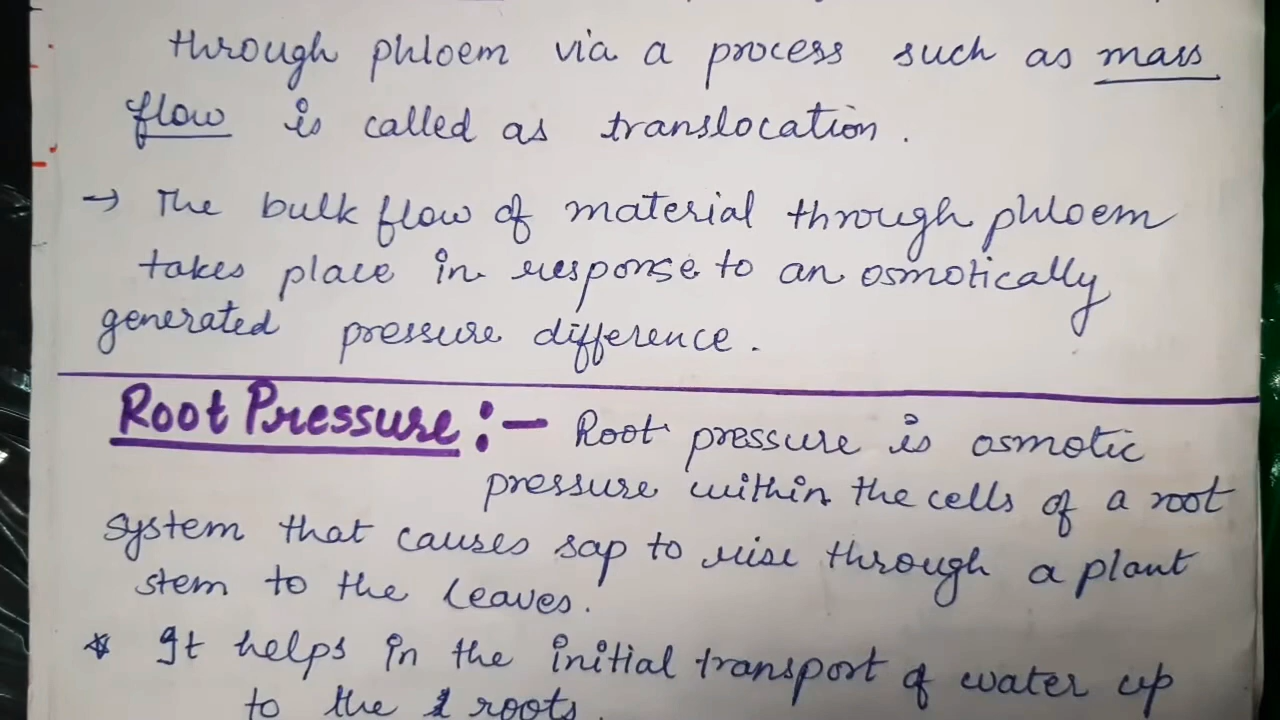 through phloem via a process such as mass
flow is called as translocation.
→ The bulk flow of material through phloem
takes place in response to an osmotically
generated pressure difference.
Root Pressure :- Root pressure is osmotic
pressure within the cells of a root
system that causes sap to rise through a plant
stem to the leaves.
* It helps in the initial transport of water up
to the roots.